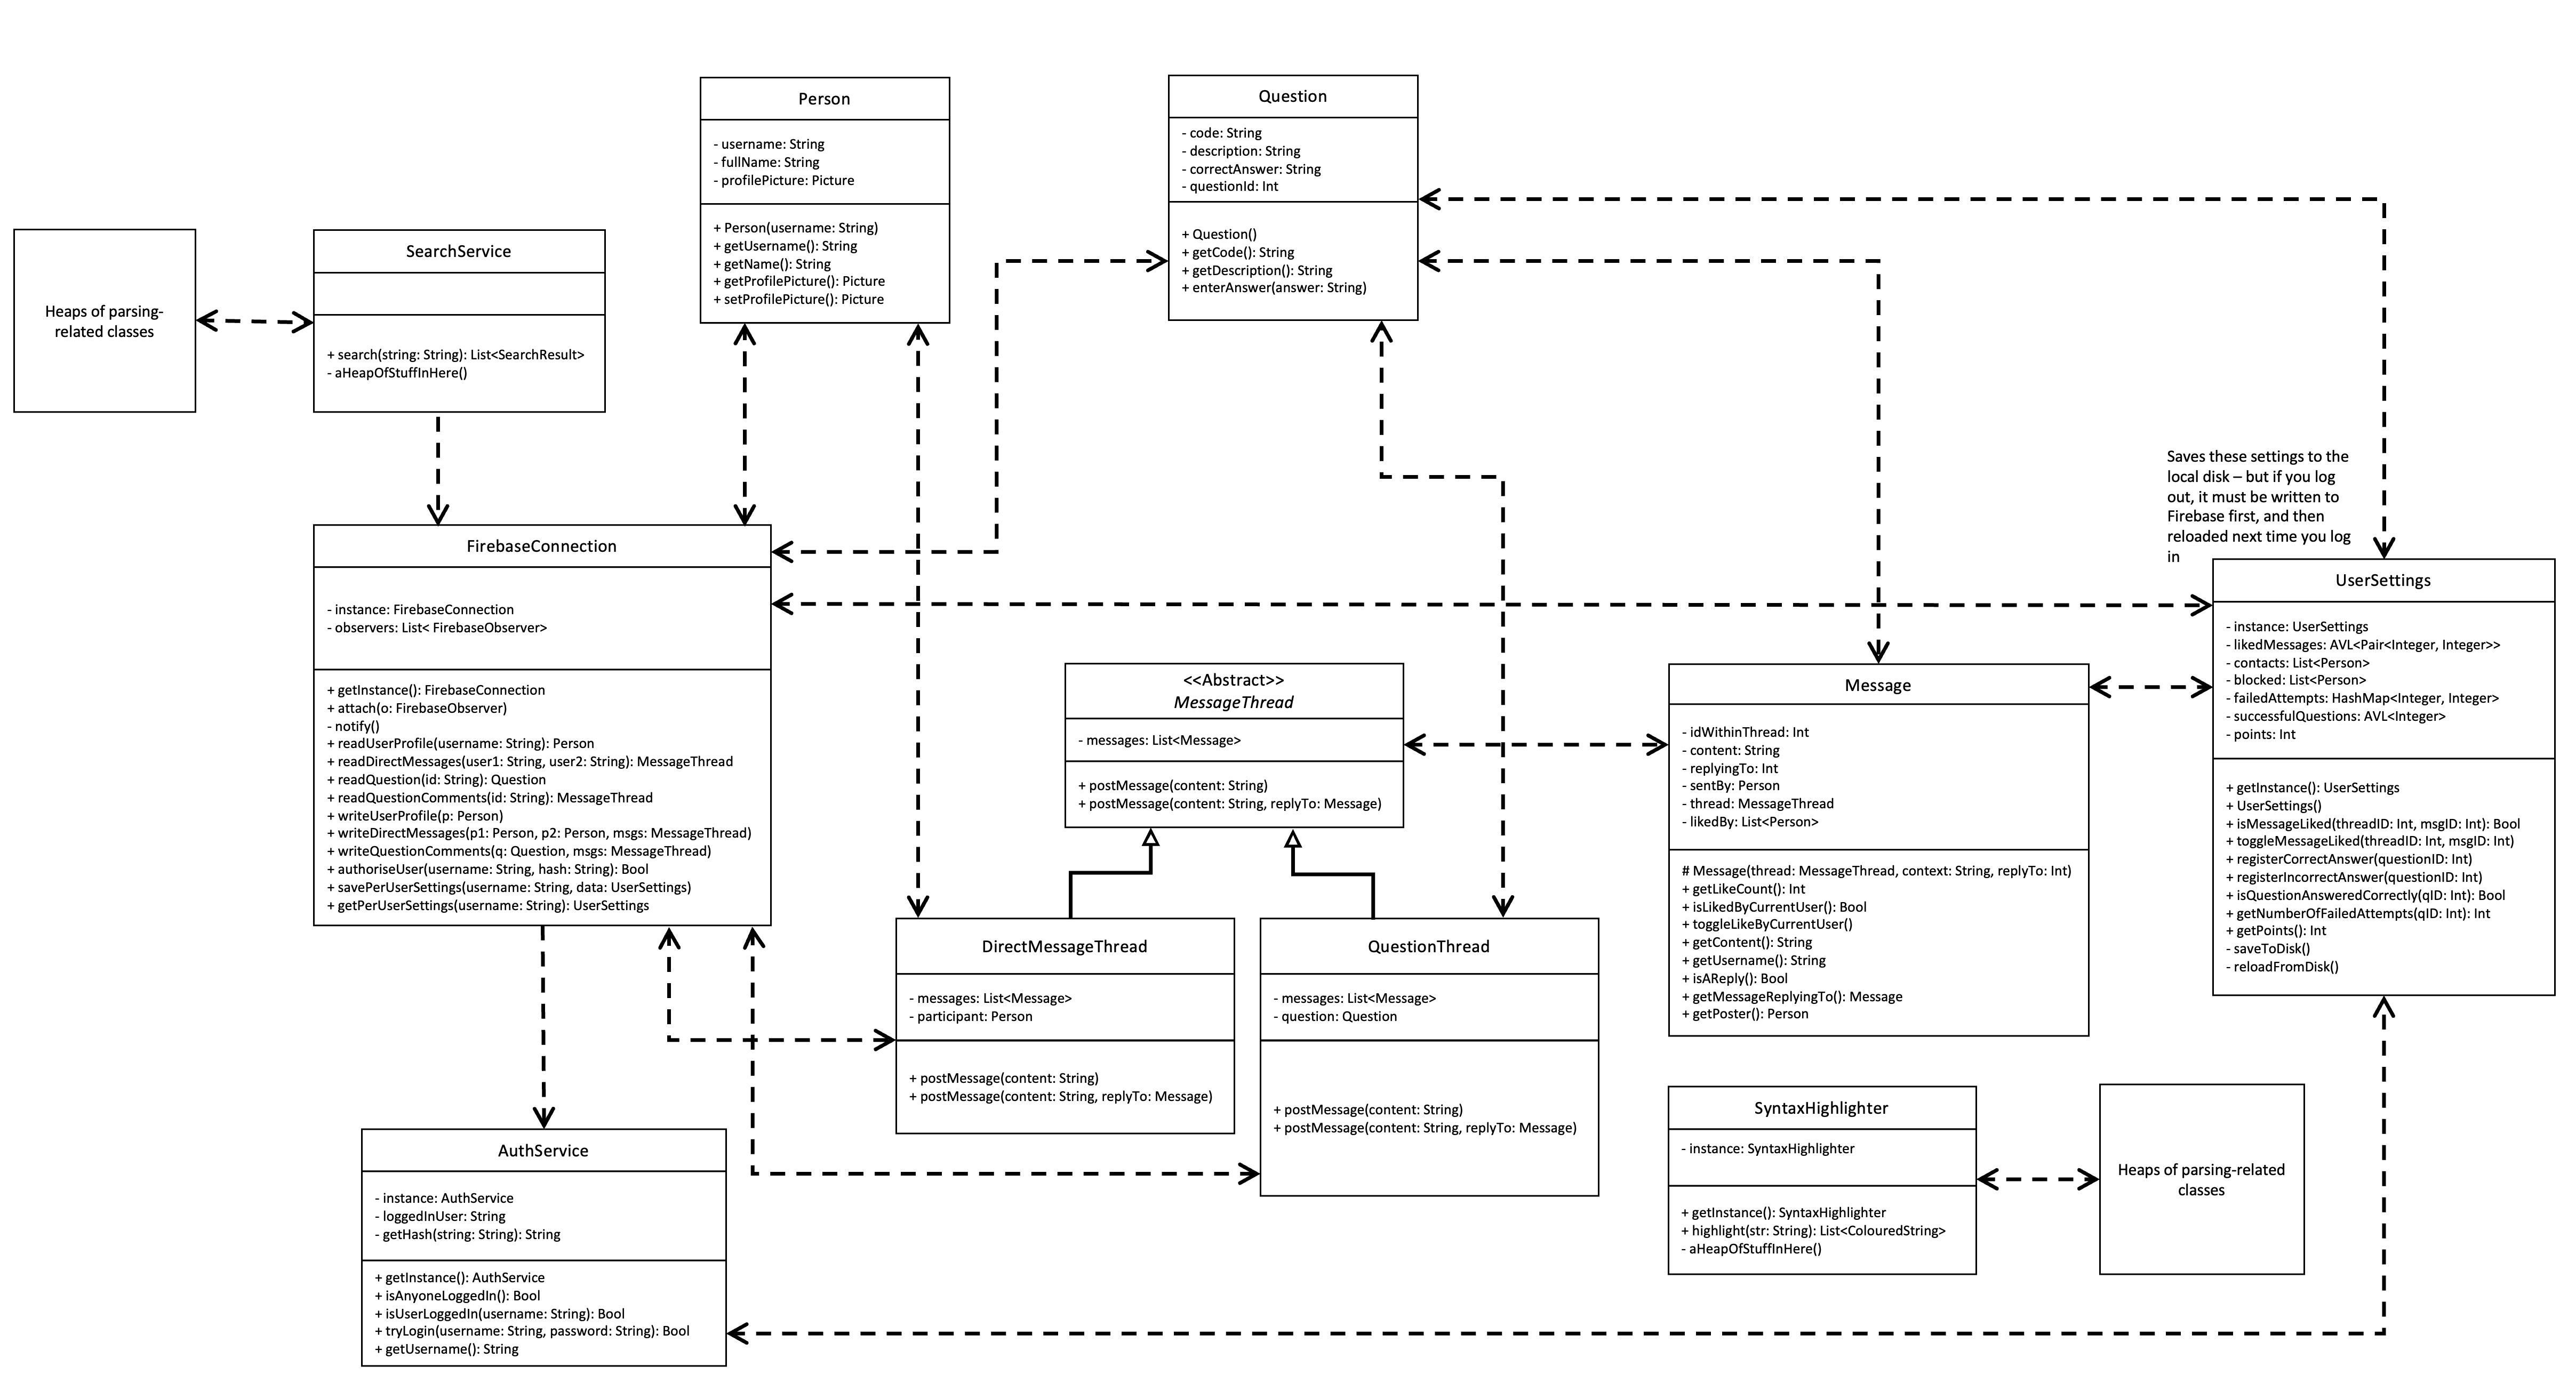 Person
- username: String
- fullName: String
- profilePicture: Picture
+ Person(username: String)
+ getUsername(): String
+ getName(): String
+ getProfilePicture(): Picture
+ setProfilePicture(): Picture
Question
- code: String
- description: String
- correctAnswer: String
- questionId: Int
+ Question()
+ getCode(): String
+ getDescription(): String
+ enterAnswer(answer: String)
Heaps of parsing-
related classes
SearchService
+ search(string: String): List<SearchResult>
- aHeapOfStuffInHere()
Saves these settings to the
local disk – but if you log
out, it must be written to
Firebase first, and then
reloaded next time you log
in
FirebaseConnection
- instance: FirebaseConnection
- observers: List< FirebaseObserver>
+ getInstance(): FirebaseConnection
+ attach(o: FirebaseObserver)
- notify()
+ readUserProfile(username: String): Person
+ readDirectMessages(user1: String, user2: String): MessageThread
+ readQuestion(id: String): Question
+ readQuestionComments(id: String): MessageThread
+ writeUserProfile(p: Person)
+ writeDirectMessages(p1: Person, p2: Person, msgs: MessageThread)
+ writeQuestionComments(q: Question, msgs: MessageThread)
+ authoriseUser(username: String, hash: String): Bool
+ savePerUserSettings(username: String, data: UserSettings)
+ getPerUserSettings(username: String): UserSettings
<<Abstract>>
MessageThread
- messages: List<Message>
+ postMessage(content: String)
+ postMessage(content: String, replyTo: Message)
Message
- idWithinThread: Int
- content: String
- replyingTo: Int
- sentBy: Person
- thread: MessageThread
- likedBy: List<Person>
# Message(thread: MessageThread, context: String, replyTo: Int)
+ getLikeCount(): Int
+ isLikedByCurrentUser(): Bool
+ toggleLikeByCurrentUser()
+ getContent(): String
+ getUsername(): String
+ isAReply(): Bool
+ getMessageReplyingTo(): Message
+ getPoster(): Person
UserSettings
- instance: UserSettings
- likedMessages: AVL<Pair<Integer, Integer>>
- contacts: List<Person>
- blocked: List<Person>
- failedAttempts: HashMap<Integer, Integer>
- successfulQuestions: AVL<Integer>
- points: Int
+ getInstance(): UserSettings
+ UserSettings()
+ isMessageLiked(threadID: Int, msgID: Int): Bool
+ toggleMessageLiked(threadID: Int, msgID: Int)
+ registerCorrectAnswer(questionID: Int)
+ registerIncorrectAnswer(questionID: Int)
+ isQuestionAnsweredCorrectly(qID: Int): Bool
+ getNumberOfFailedAttempts(qID: Int): Int
+ getPoints(): Int
- saveToDisk()
- reloadFromDisk()
DirectMessageThread
- messages: List<Message>
- participant: Person
+ postMessage(content: String)
+ postMessage(content: String, replyTo: Message)
QuestionThread
- messages: List<Message>
- question: Question
+ postMessage(content: String)
+ postMessage(content: String, replyTo: Message)
AuthService
- instance: AuthService
- loggedInUser: String
- getHash(string: String): String
+ getInstance(): AuthService
+ isAnyoneLoggedIn(): Bool
+ isUserLoggedIn(username: String): Bool
+ tryLogin(username: String, password: String): Bool
+ getUsername(): String
SyntaxHighlighter
- instance: SyntaxHighlighter
+ getInstance(): SyntaxHighlighter
+ highlight(str: String): List<ColouredString>
- aHeapOfStuffInHere()
Heaps of parsing-related
classes